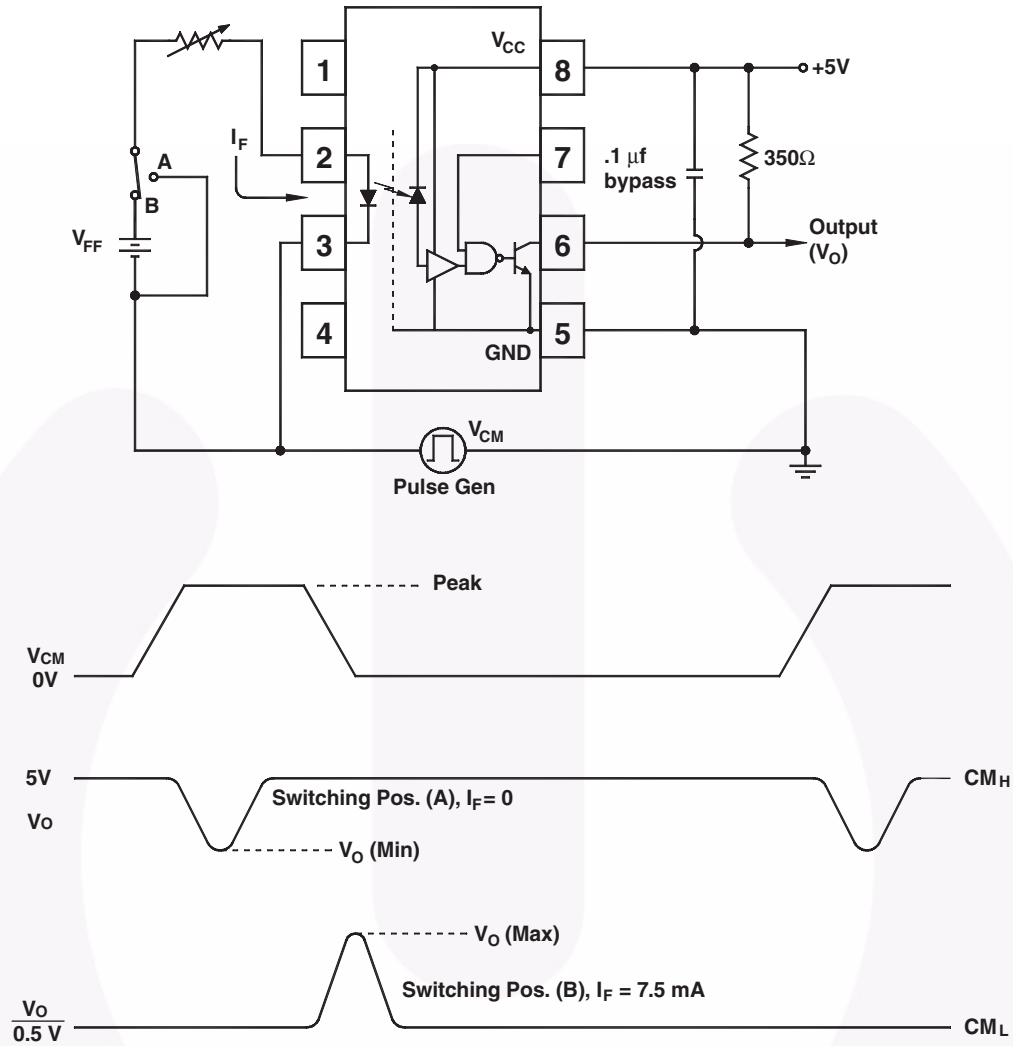 V_CC
1
8
+5V
I_F
2
7
.1 µf
bypass
350Ω
A
B
V_FF
3
6
Output
(V_O)
4
5
GND
V_CM
Pulse Gen
Peak
V_CM
0V
5V
V_O
Switching Pos. (A), I_F = 0
CM_H
V_O (Min)
V_O (Max)
Switching Pos. (B), I_F = 7.5 mA
V_O
0.5 V
CM_L